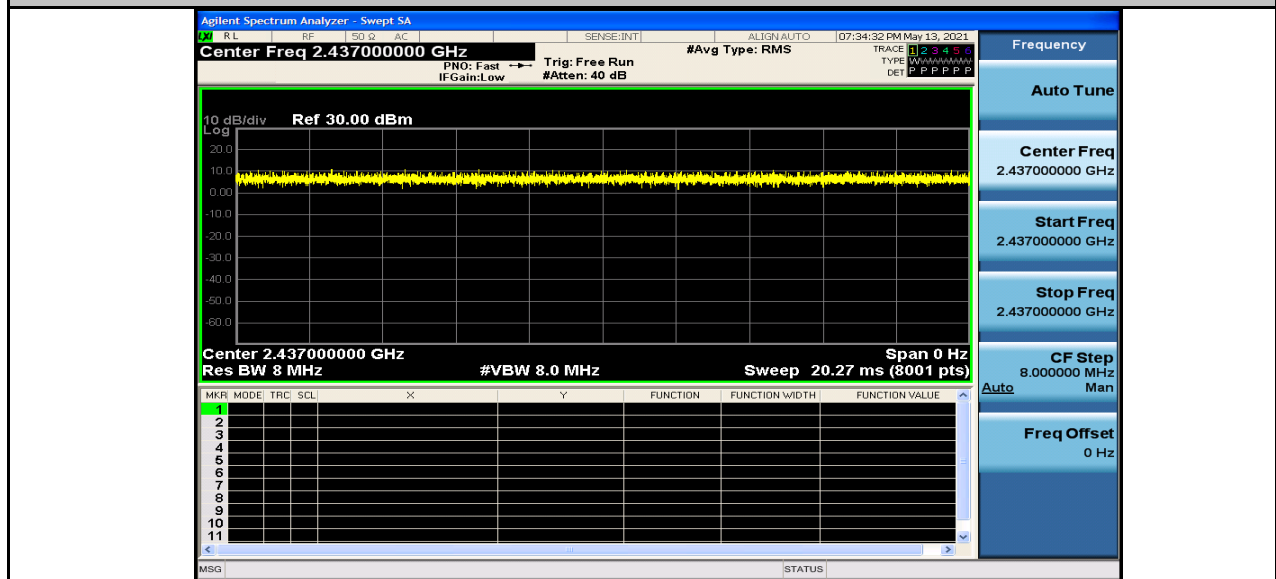 Agilent Spectrum Analyzer - Swept SA
LXI RL RF 50 Ω AC SENSE:INT ALIGN AUTO 07:34:32 PM May 13, 2021
Center Freq 2.437000000 GHz #Avg Type: RMS TRACE 1 2 3 4 5 6
PNO: Fast Trig: Free Run TYPE WWWWWW
IFGain:Low #Atten: 40 dB DET P P P P P P
10 dB/div Ref 30.00 dBm
Log
20.0
10.0
0.00
-10.0
-20.0
-30.0
-40.0
-50.0
-60.0
Center 2.437000000 GHz Span 0 Hz
Res BW 8 MHz #VBW 8.0 MHz Sweep 20.27 ms (8001 pts)
MKR MODE TRC SCL X Y FUNCTION FUNCTION WIDTH FUNCTION VALUE
1
2
3
4
5
6
7
8
9
10
11
MSG STATUS
Frequency
Auto Tune
Center Freq
2.437000000 GHz
Start Freq
2.437000000 GHz
Stop Freq
2.437000000 GHz
CF Step
8.000000 MHz
Auto Man
Freq Offset
0 Hz